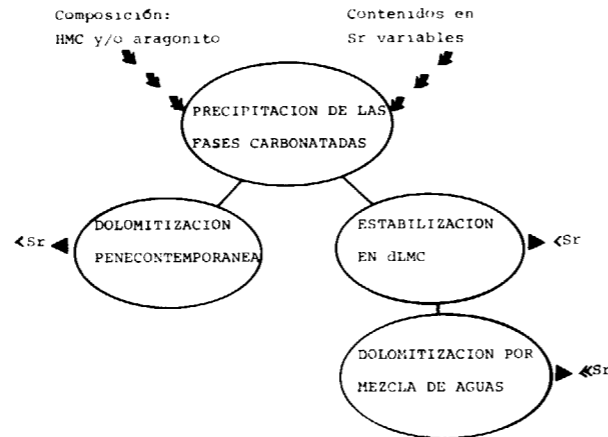 Composición:
HMC y/o aragonito
Contenidos en
Sr variables
PRECIPITACION DE LAS
FASES CARBONATADAS
DOLOMITIZACION
PENECONTEMPORANEA
<Sr
ESTABILIZACION
EN dLMC
<Sr
DOLOMITIZACION POR
MEZCLA DE AGUAS
≪Sr